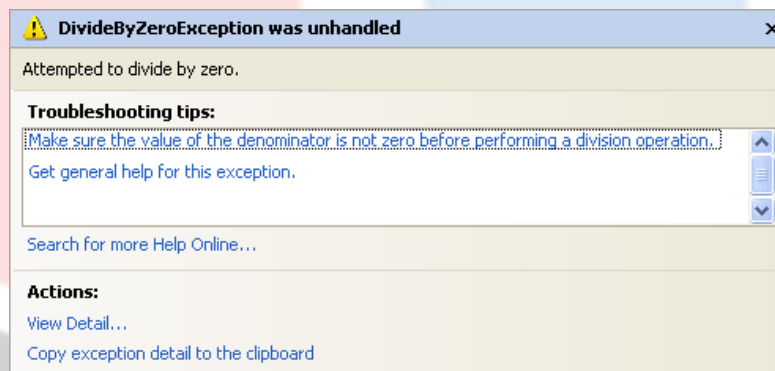 DivideByZeroException was unhandled
Attempted to divide by zero.
Troubleshooting tips:
Make sure the value of the denominator is not zero before performing a division operation.
Get general help for this exception.
Search for more Help Online...
Actions:
View Detail...
Copy exception detail to the clipboard